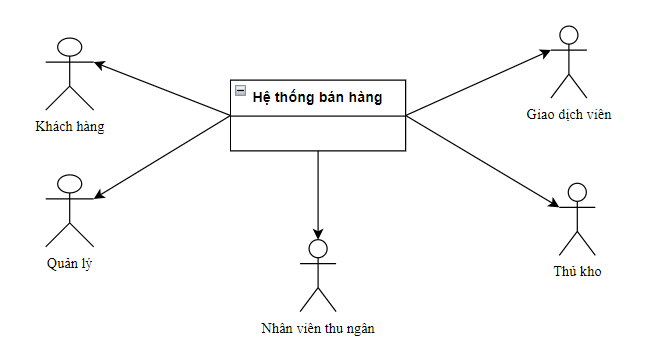 Hệ thống bán hàng
Khách hàng
Giao dịch viên
Quản lý
Thủ kho
Nhân viên thu ngân